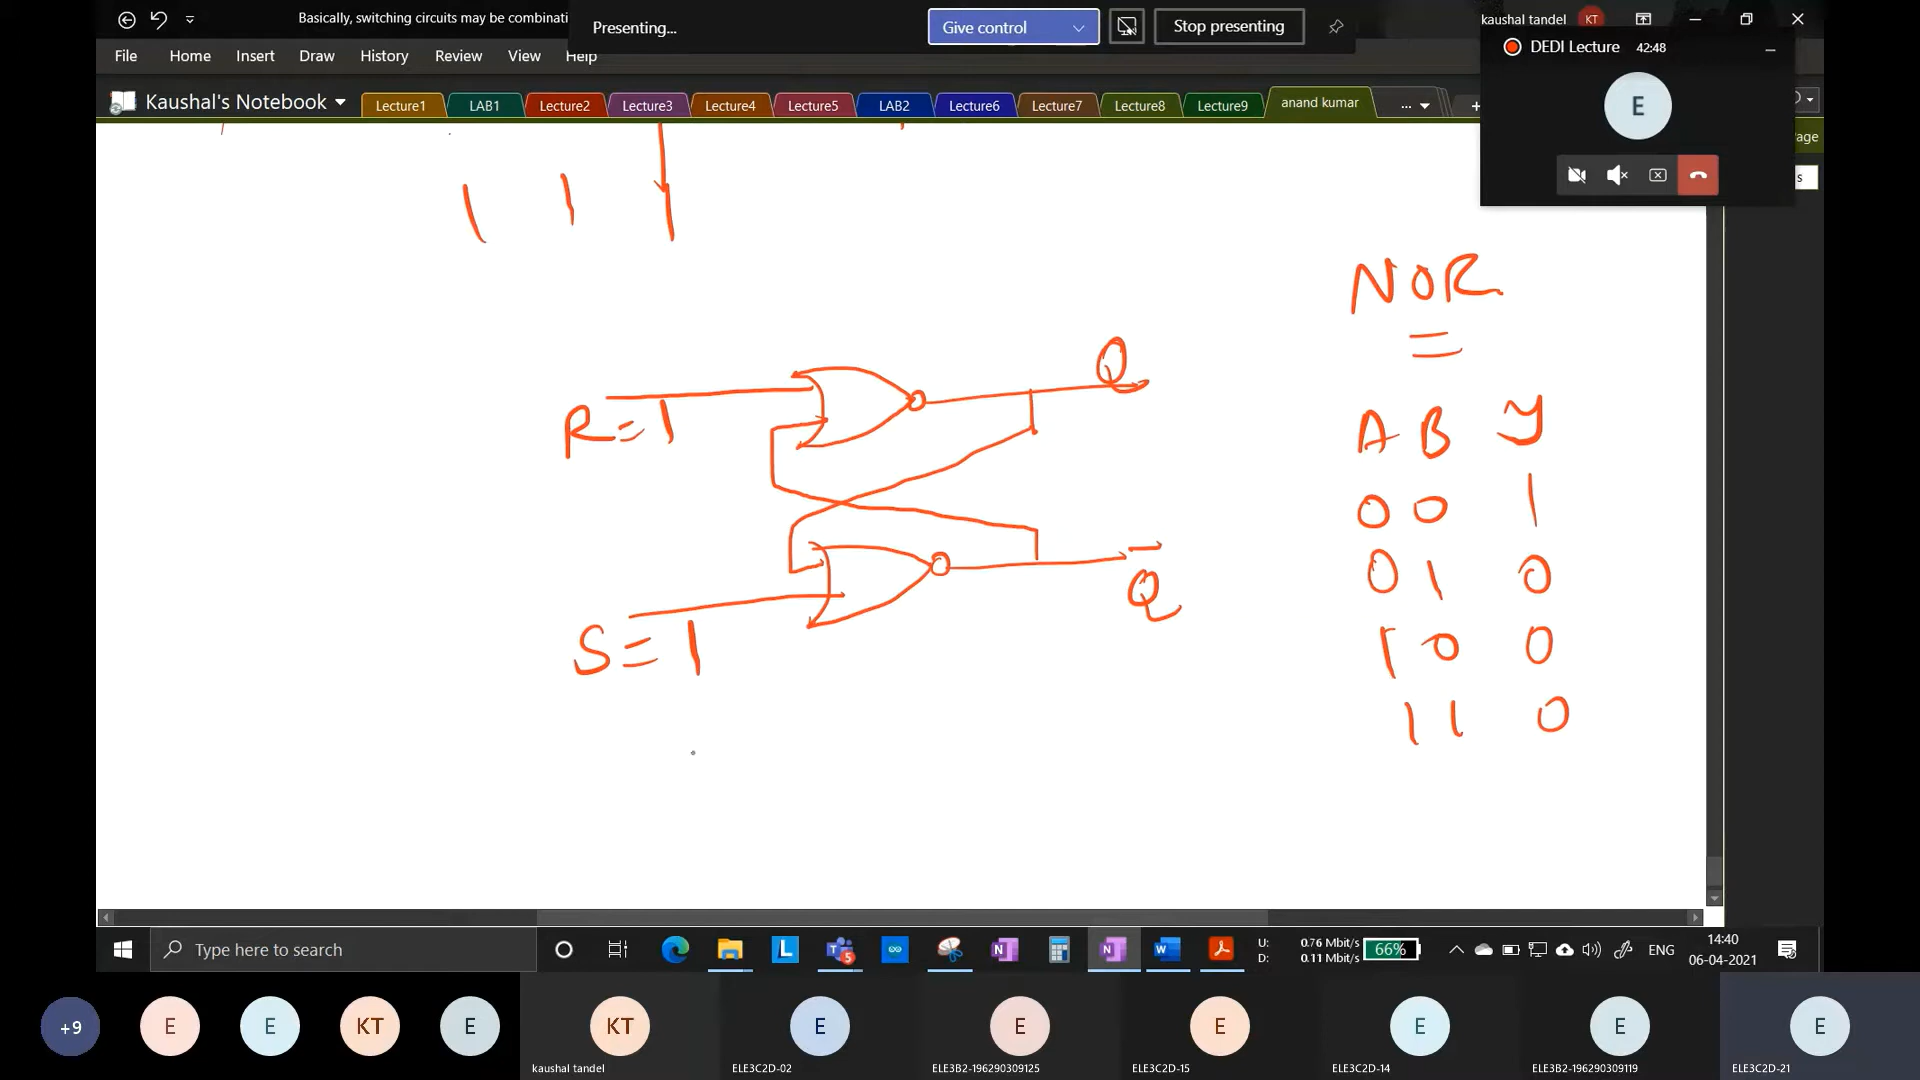 Basically, switching circuits may be combinati
Presenting...
Give control
Stop presenting
kaushal tandel KT
DEDI Lecture 42:48
File Home Insert Draw History Review View Help
E
Kaushal's Notebook
Lecture1 LAB1 Lecture2 Lecture3 Lecture4 Lecture5 LAB2 Lecture6 Lecture7 Lecture8 Lecture9 anand kumar ... +
Page
s
1 1 1
NOR
=
Q
R=1
A B Y
0 0 1
0 1 0
Q̅
S=1
1 0 0
1 1 0
Type here to search
U: 0.76 Mbit/s
D: 0.11 Mbit/s
66%
ENG
14:40
06-04-2021
5
+9 E E KT E KT E E E E E E
kaushal tandel ELE3C2D-02 ELE3B2-196290309125 ELE3C2D-15 ELE3C2D-14 ELE3B2-196290309119 ELE3C2D-21